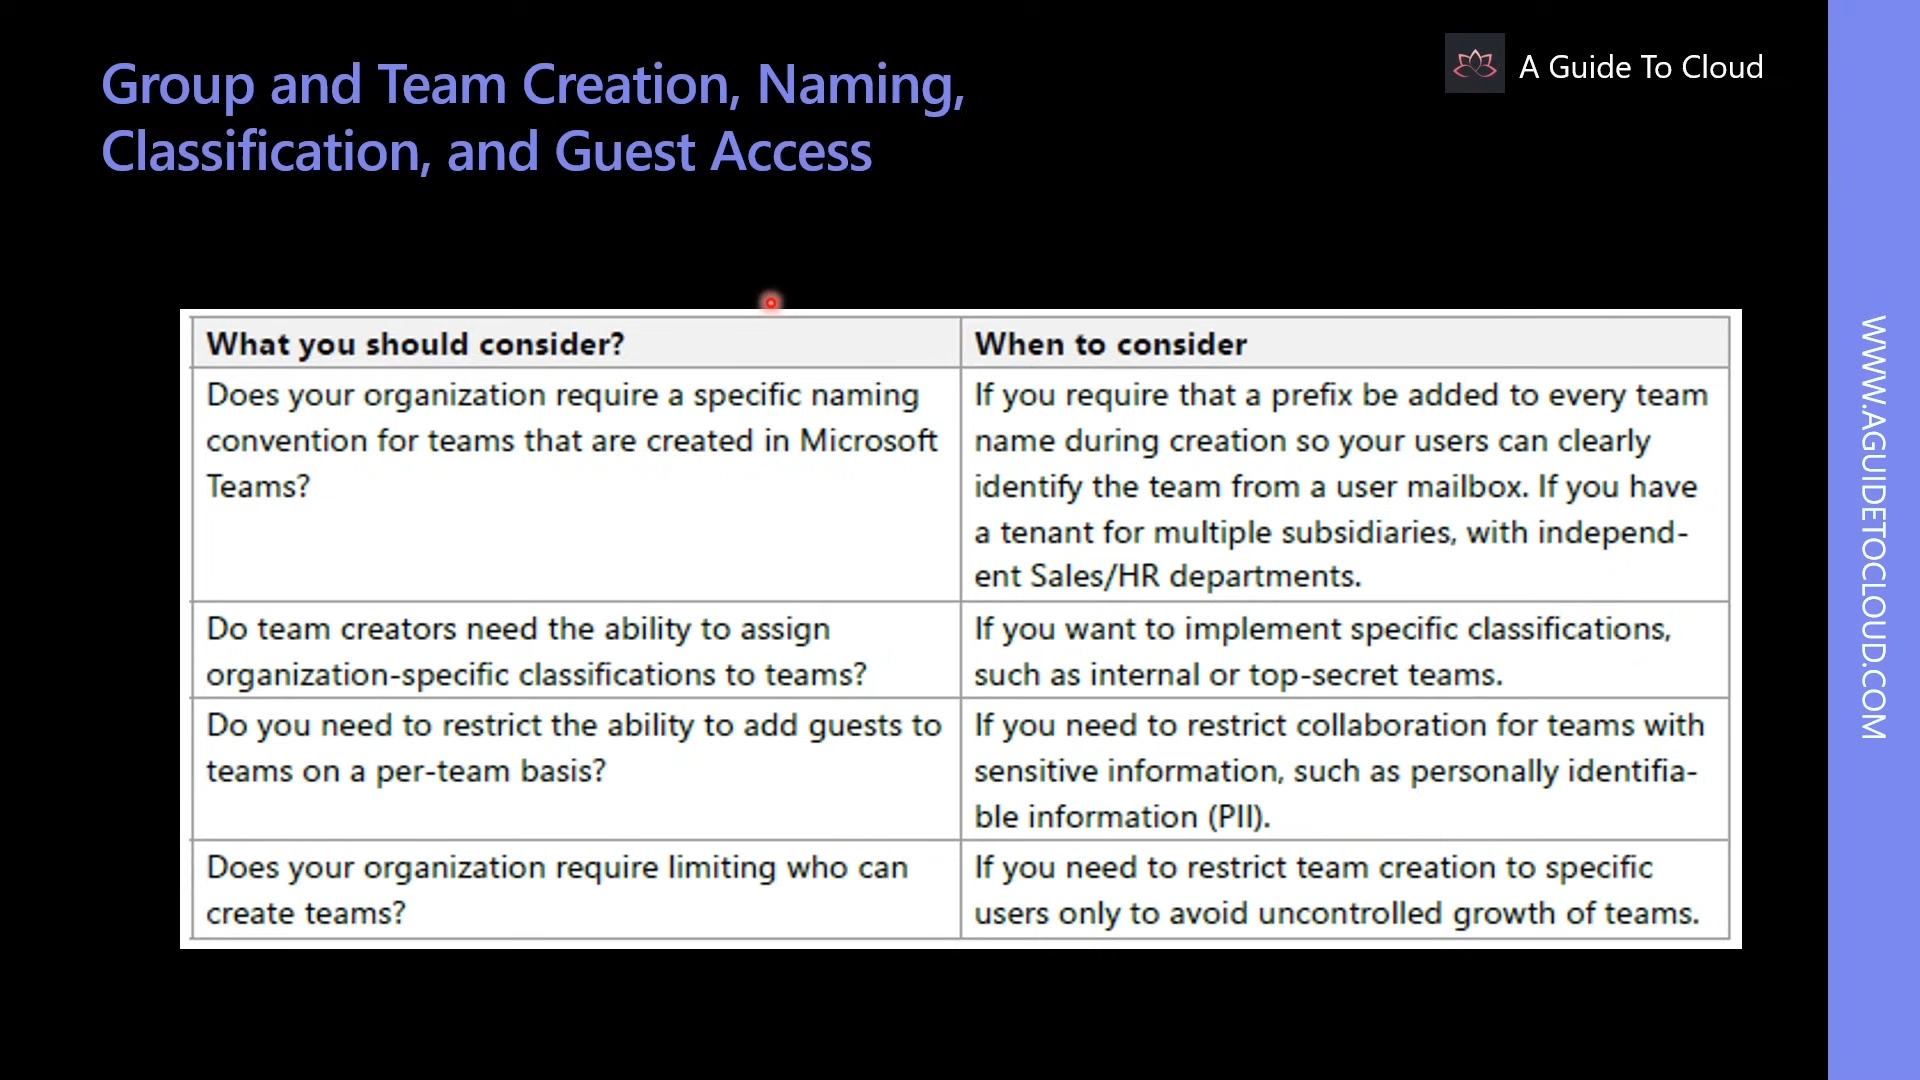 Group and Team Creation, Naming,
Classification, and Guest Access
A Guide To Cloud
What you should consider?
When to consider
Does your organization require a specific naming
convention for teams that are created in Microsoft
Teams?
If you require that a prefix be added to every team
name during creation so your users can clearly
identify the team from a user mailbox. If you have
a tenant for multiple subsidiaries, with independ-
ent Sales/HR departments.
Do team creators need the ability to assign
organization-specific classifications to teams?
If you want to implement specific classifications,
such as internal or top-secret teams.
Do you need to restrict the ability to add guests to
teams on a per-team basis?
If you need to restrict collaboration for teams with
sensitive information, such as personally identifia-
ble information (PII).
Does your organization require limiting who can
create teams?
If you need to restrict team creation to specific
users only to avoid uncontrolled growth of teams.
WWW.AGUIDETOCLOUD.COM